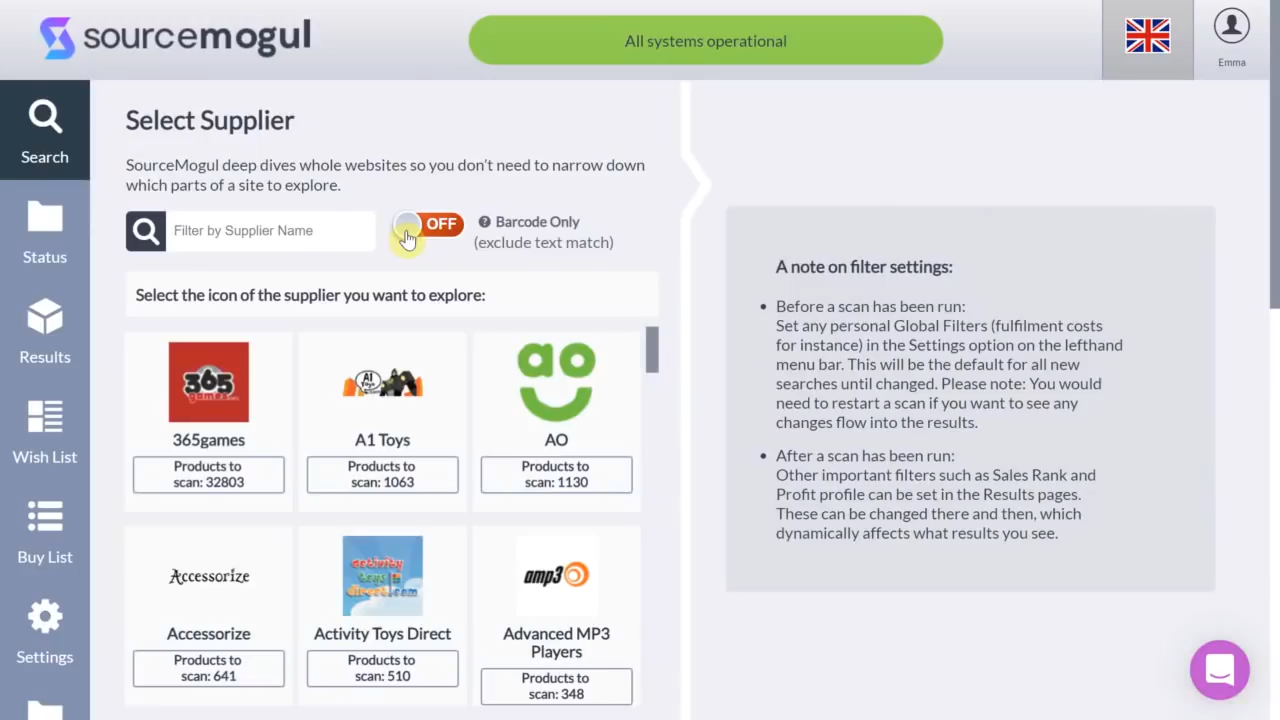 sourcemogul
All systems operational
Emma
Search
Status
Results
Wish List
Buy List
Settings
Select Supplier
SourceMogul deep dives whole websites so you don't need to narrow down
which parts of a site to explore.
Filter by Supplier Name
OFF
? Barcode Only
(exclude text match)
Select the icon of the supplier you want to explore:
365
games
365games
Products to
scan: 32803
A1
Toys
A1 Toys
Products to
scan: 1063
ao
AO
Products to
scan: 1130
Accessorize
Accessorize
Products to
scan: 641
activity
toys
direct.com
Activity Toys Direct
Products to
scan: 510
amp3
Advanced MP3
Players
Products to
scan: 348
A note on filter settings:
• Before a scan has been run:
Set any personal Global Filters (fulfilment costs
for instance) in the Settings option on the lefthand
menu bar. This will be the default for all new
searches until changed. Please note: You would
need to restart a scan if you want to see any
changes flow into the results.
• After a scan has been run:
Other important filters such as Sales Rank and
Profit profile can be set in the Results pages.
These can be changed there and then, which
dynamically affects what results you see.